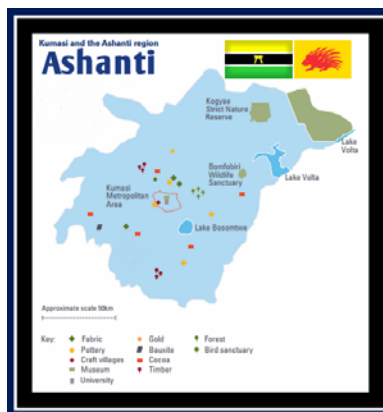 Kumasi and the Ashanti region
Ashanti
Kogyae
Strict Nature
Reserve
Lake
Volta
Bomfobiri
Wildlife
Sanctuary
Lake Volta
Kumasi
Metropolitan
Area
Lake Bosomtwe
Approximate scale 50km
Key:
Fabric
Gold
Forest
Pottery
Bauxite
Bird sanctuary
Craft villages
Cocoa
Museum
Timber
University